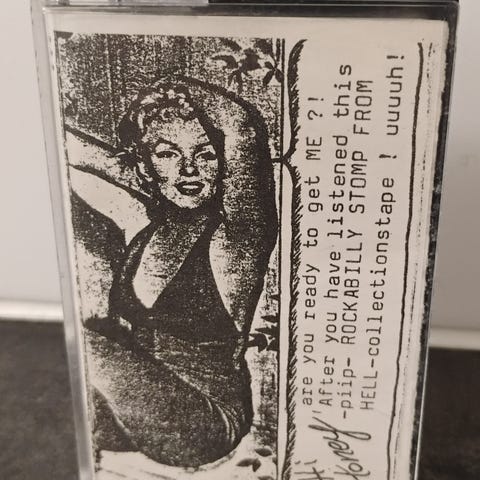 Hi
Honey
are you ready to get ME ?!
'After you have listened this
-piip- ROCKABILLY STOMP FROM
HELL-collectionstape ! uuuuh!